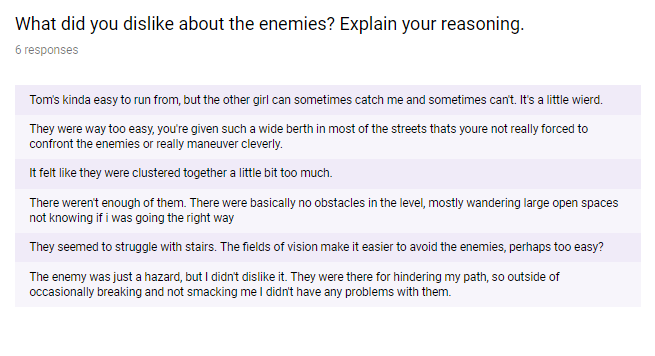 What did you dislike about the enemies? Explain your reasoning.
6 responses
Tom's kinda easy to run from, but the other girl can sometimes catch me and sometimes can't. It's a little wierd.
They were way too easy, you're given such a wide berth in most of the streets thats youre not really forced to
confront the enemies or really maneuver cleverly.
It felt like they were clustered together a little bit too much.
There weren't enough of them. There were basically no obstacles in the level, mostly wandering large open spaces
not knowing if i was going the right way
They seemed to struggle with stairs. The fields of vision make it easier to avoid the enemies, perhaps too easy?
The enemy was just a hazard, but I didn't dislike it. They were there for hindering my path, so outside of
occasionally breaking and not smacking me I didn't have any problems with them.